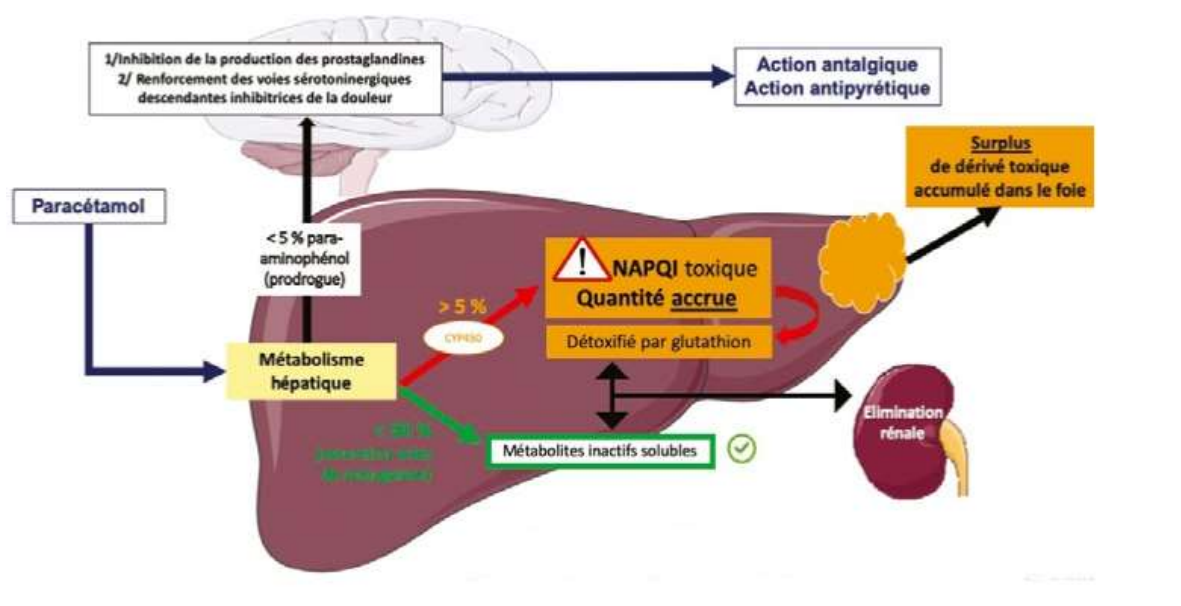 1/Inhibition de la production des prostaglandines
2/ Renforcement des voies sérotoninergiques
descendantes inhibitrices de la douleur
Action antalgique
Action antipyrétique
Surplus
de dérivé toxique
accumulé dans le foie
Paracétamol
< 5 % para-
aminophénol
(prodrogue)
NAPQI toxique
Quantité accrue
> 5 %
CYP450
Détoxifié par glutathion
Métabolisme
hépatique
Elimination
rénale
Métabolites inactifs solubles